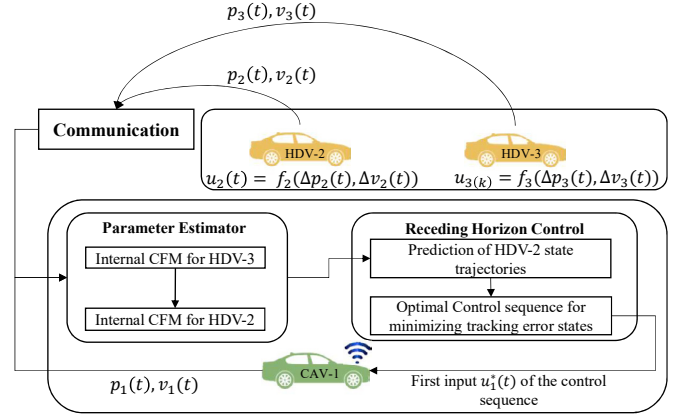 p₃(t), v₃(t)
p₂(t), v₂(t)
Communication
HDV-2
HDV-3
u₂(t) = f₂(Δp₂(t), Δv₂(t))
u₃₍ₖ₎ = f₃(Δp₃(t), Δv₃(t))
Parameter Estimator
Internal CFM for HDV-3
Internal CFM for HDV-2
Receding Horizon Control
Prediction of HDV-2 state
trajectories
Optimal Control sequence for
minimizing tracking error states
CAV-1
p₁(t), v₁(t)
First input u₁*(t) of the control
sequence